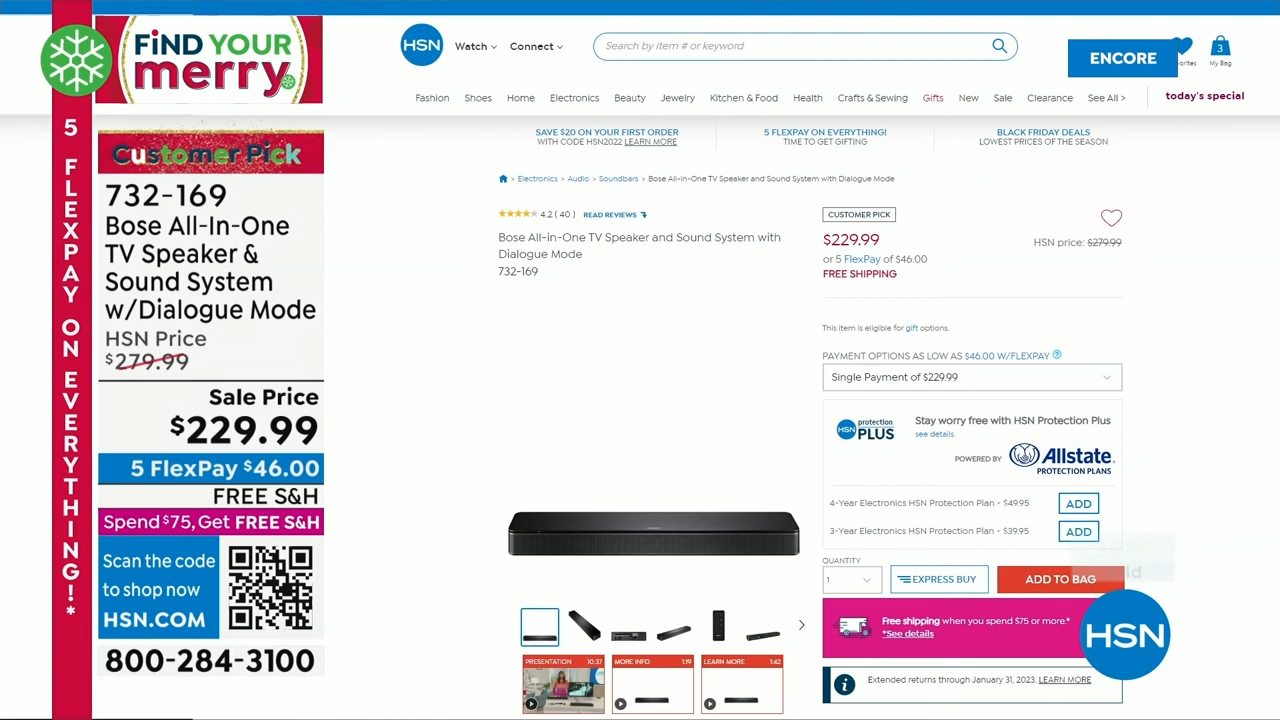 FiND YOUR
merry
5 FLEXPAY ON EVERYTHING!*
Customer Pick
732-169
Bose All-In-One
TV Speaker &
Sound System
w/Dialogue Mode
HSN Price
$279.99
Sale Price
$229.99
5 FlexPay $46.00
FREE S&H
Spend $75, Get FREE S&H
Scan the code
to shop now
HSN.COM
800-284-3100
HSN
Watch
Connect
Search by item # or keyword
ENCORE
3
My Bag
Fashion Shoes Home Electronics Beauty Jewelry Kitchen & Food Health Crafts & Sewing Gifts New Sale Clearance See All >
today's special
SAVE $20 ON YOUR FIRST ORDER
WITH CODE HSN2022 LEARN MORE
5 FLEXPAY ON EVERYTHING!
TIME TO GET GIFTING
BLACK FRIDAY DEALS
LOWEST PRICES OF THE SEASON
> Electronics > Audio > Soundbars > Bose All-in-One TV Speaker and Sound System with Dialogue Mode
4.2 ( 40 ) READ REVIEWS
Bose All-in-One TV Speaker and Sound System with
Dialogue Mode
732-169
PRESENTATION 10:37
MORE INFO 1:19
LEARN MORE 1:42
CUSTOMER PICK
$229.99
HSN price: $279.99
or 5 FlexPay of $46.00
FREE SHIPPING
This item is eligible for gift options.
PAYMENT OPTIONS AS LOW AS $46.00 W/FLEXPAY ?
Single Payment of $229.99
HSN protection PLUS
Stay worry free with HSN Protection Plus
see details
POWERED BY Allstate.
PROTECTION PLANS
4-Year Electronics HSN Protection Plan - $49.95 ADD
3-Year Electronics HSN Protection Plan - $39.95 ADD
QUANTITY
1
EXPRESS BUY
ADD TO BAG
Free shipping when you spend $75 or more.*
*See details
HSN
i
Extended returns through January 31, 2023. LEARN MORE